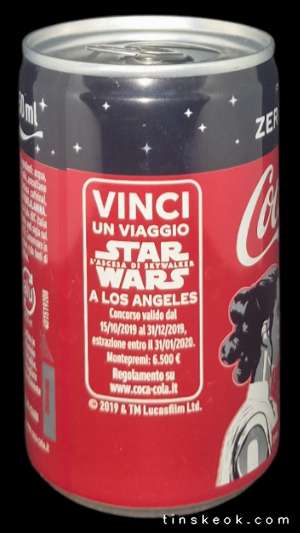 ml
ZER
VINCI
UN VIAGGIO
STAR
L'ASCESA DI SKYWALKER
WARS
A LOS ANGELES
Concorso valido dal
15/10/2019 al 31/12/2019,
estrazione entro il 31/01/2020.
Montepremi: 6.500 €
Regolamento su
www.coca-cola.it
© 2019 & TM Lucasfilm Ltd.
Coc
tinskeok.com